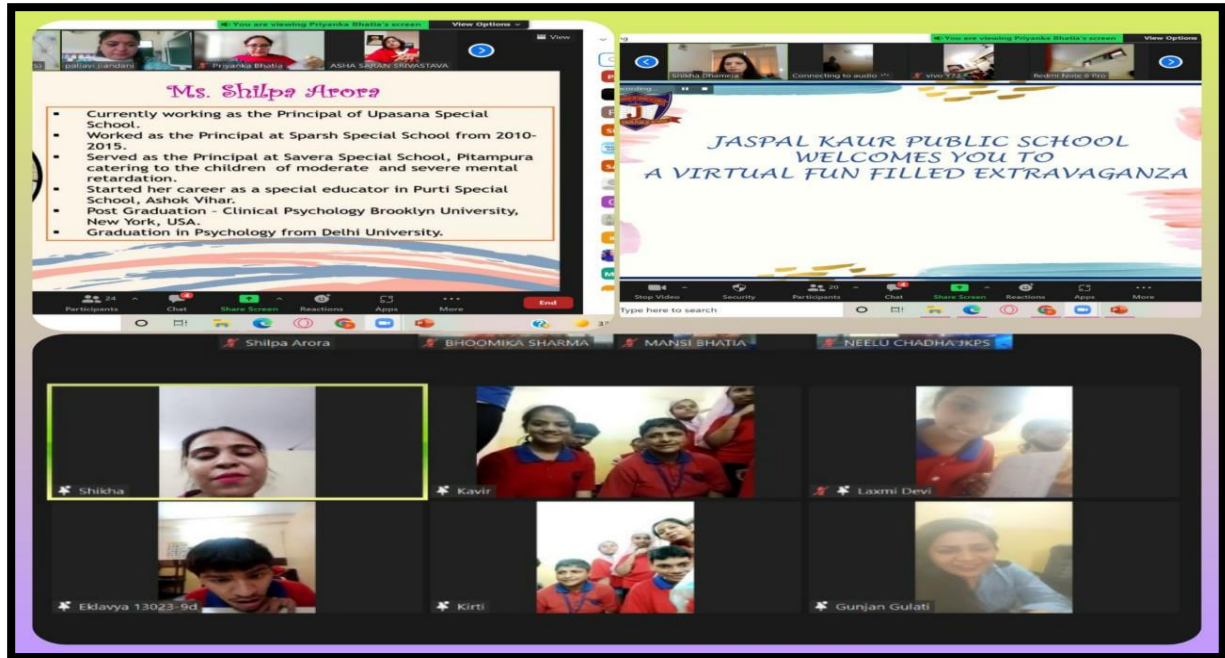 You are viewing Priyanka Bhatia's screen View Options
View
pallavi jiandani Priyanka Bhatia ASHA SARAN SRIVASTAVA
Ms. Shilpa Arora
▪ Currently working as the Principal of Upasana Special
School.
▪ Worked as the Principal at Sparsh Special School from 2010-
2015.
▪ Served as the Principal at Savera Special School, Pitampura
catering to the children of moderate and severe mental
retardation.
▪ Started her career as a special educator in Purti Special
School, Ashok Vihar.
▪ Post Graduation - Clinical Psychology Brooklyn University,
New York, USA.
▪ Graduation in Psychology from Delhi University.
24 4
Participants Chat Share Screen Reactions Apps More End
You are viewing Priyanka Bhatia's screen View Options
Shikha Dhameja Connecting to audio vivo Y73 Redmi Note 6 Pro
JASPAL KAUR PUBLIC SCHOOL
WELCOMES YOU TO
A VIRTUAL FUN FILLED EXTRAVAGANZA
20 4
Stop Video Security Participants Chat Share Screen Reactions Apps More
Type here to search
Shilpa Arora BHOOMIKA SHARMA MANSI BHATIA NEELU CHADHA JKPS
Shikha Kavir Laxmi Devi
Eklavya 13023-9d Kirti Gunjan Gulati